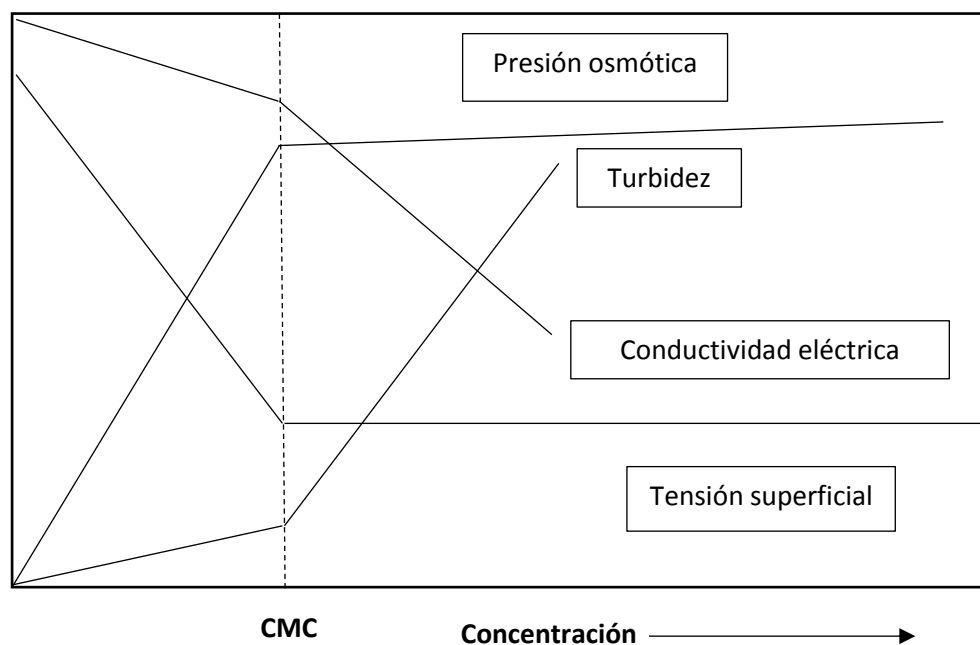 Presión osmótica
Turbidez
Conductividad eléctrica
Tensión superficial
CMC
Concentración